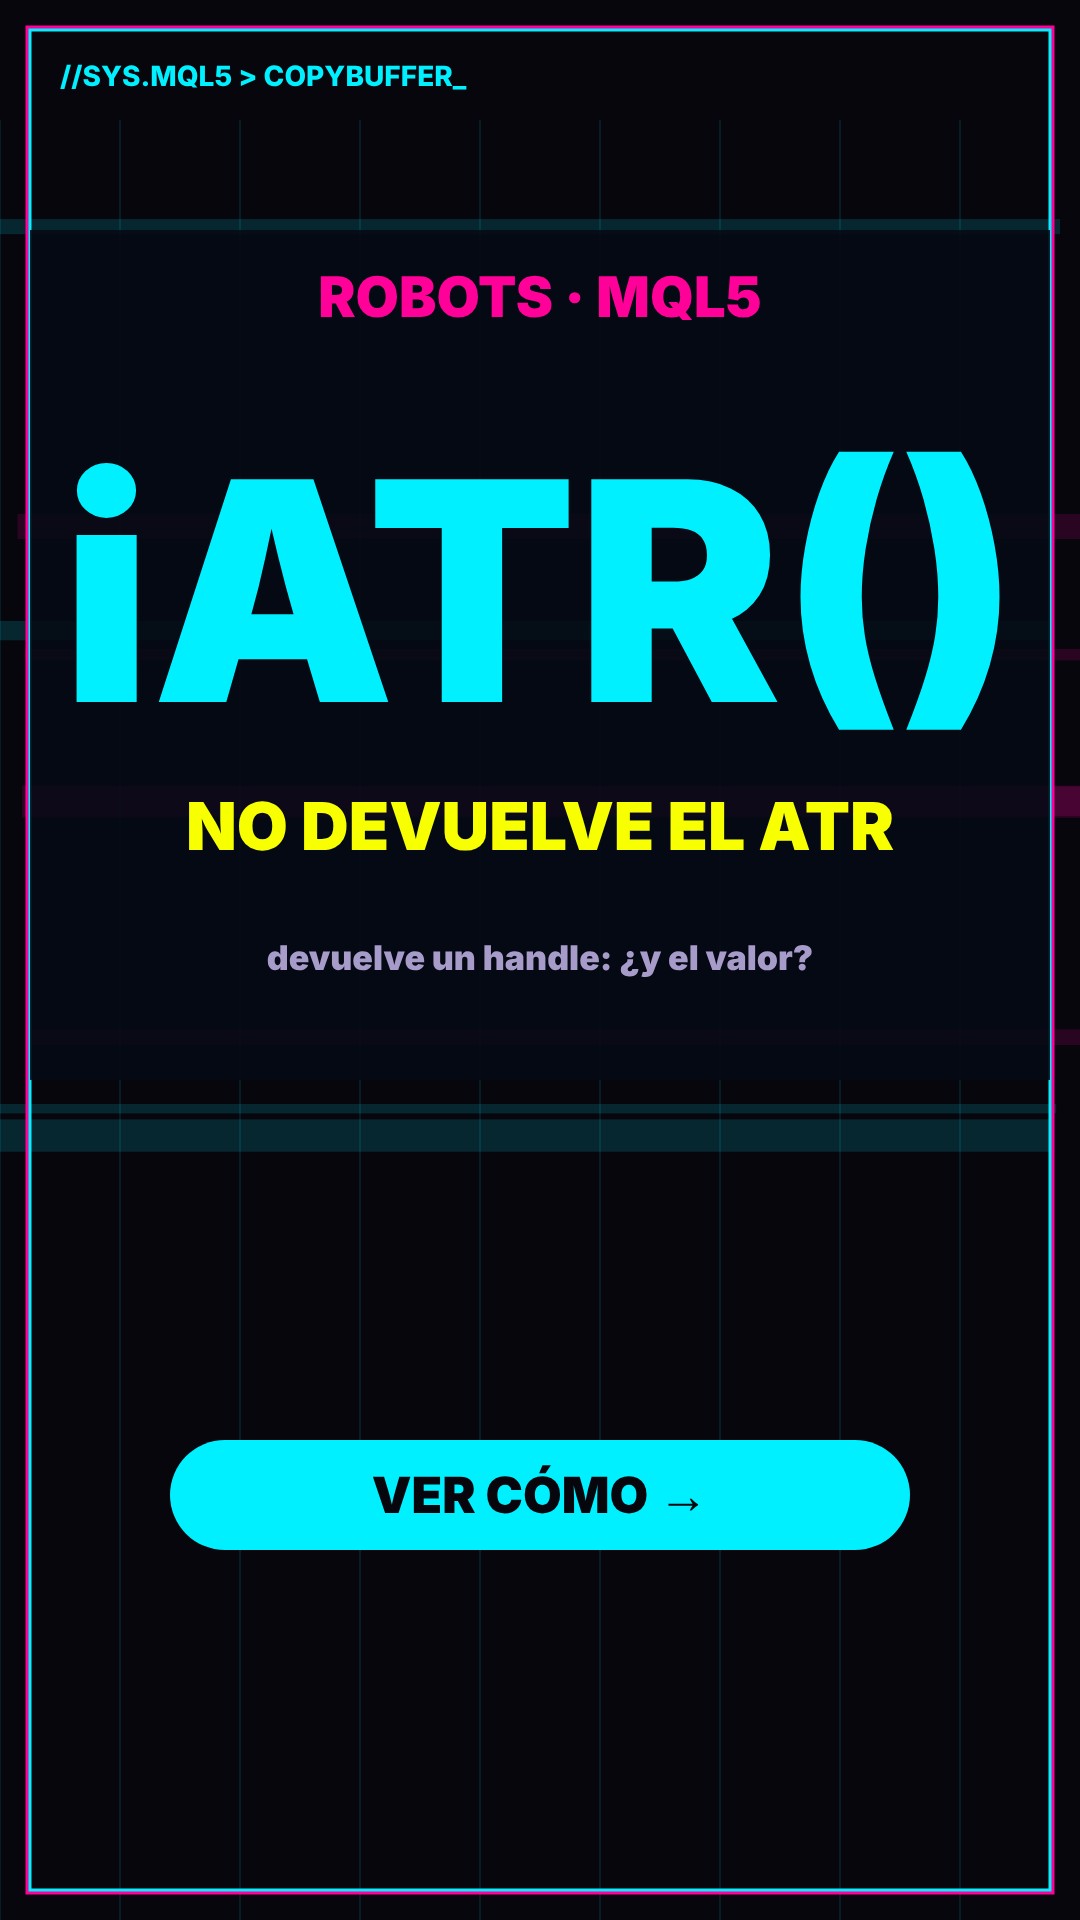 //SYS.MQL5 > COPYBUFFER_
ROBOTS · MQL5
iATR()
NO DEVUELVE EL ATR
devuelve un handle: ¿y el valor?
VER CÓMO →